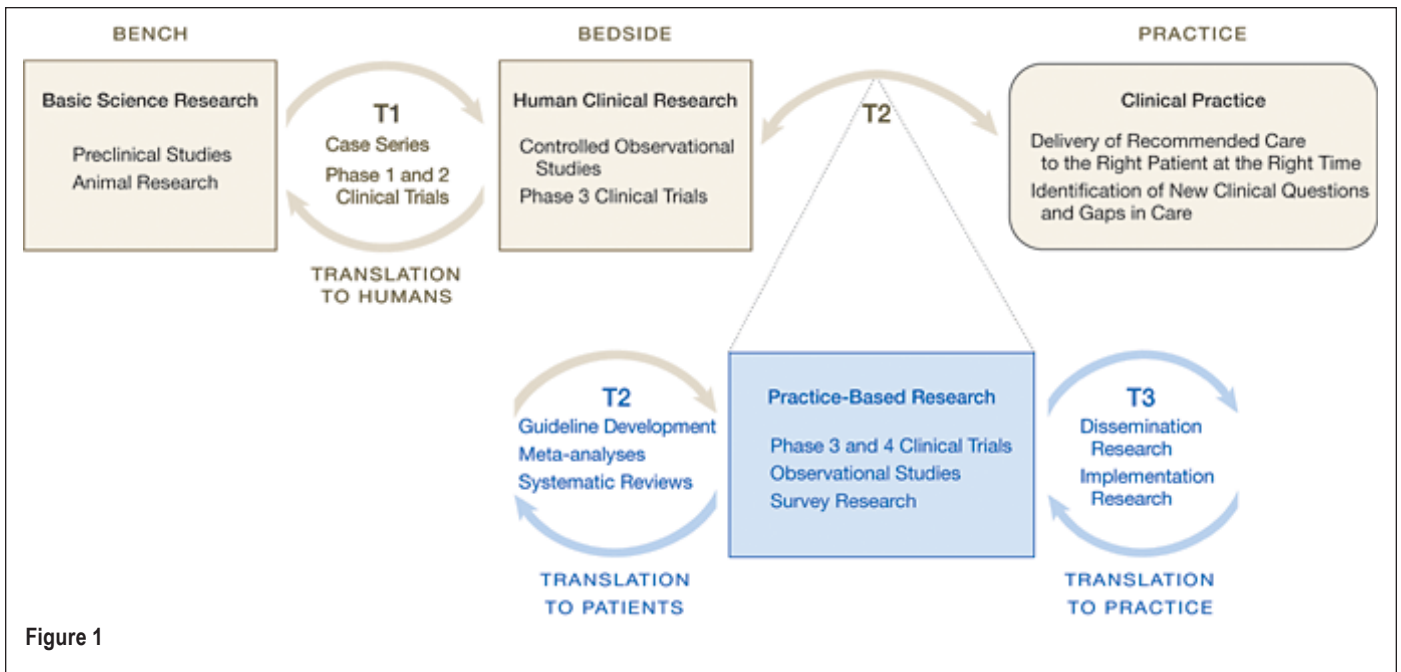 BENCH
BEDSIDE
PRACTICE
Basic Science Research
Preclinical Studies
Animal Research
T1
Case Series
Phase 1 and 2
Clinical Trials
TRANSLATION
TO HUMANS
Human Clinical Research
Controlled Observational
Studies
Phase 3 Clinical Trials
T2
Clinical Practice
Delivery of Recommended Care
to the Right Patient at the Right Time
Identification of New Clinical Questions
and Gaps in Care
T2
Guideline Development
Meta-analyses
Systematic Reviews
TRANSLATION
TO PATIENTS
Practice-Based Research
Phase 3 and 4 Clinical Trials
Observational Studies
Survey Research
T3
Dissemination
Research
Implementation
Research
TRANSLATION
TO PRACTICE
Figure 1